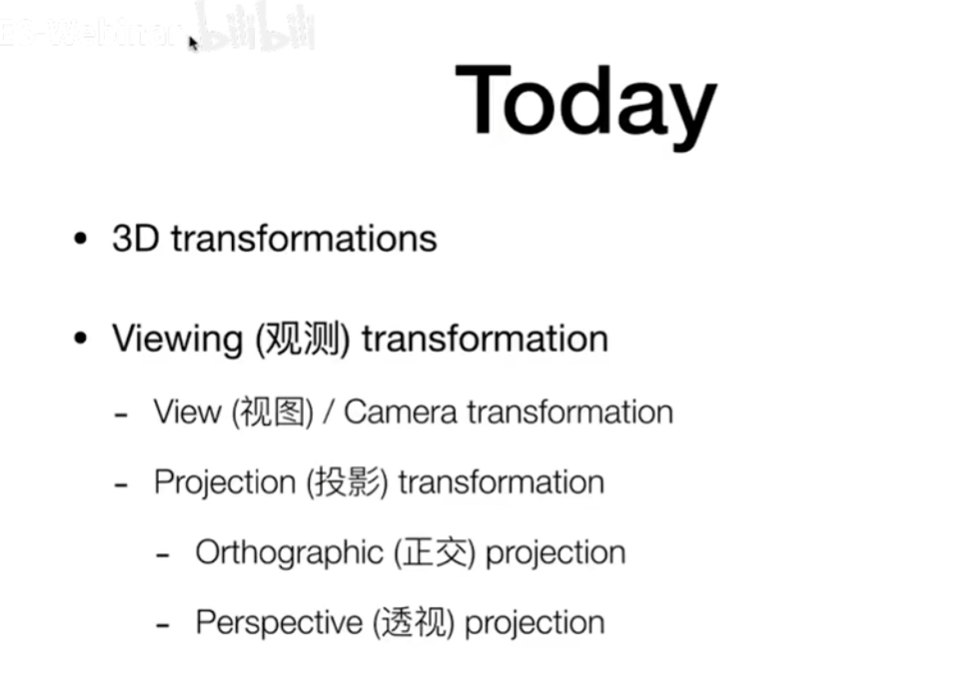 bilibili
Today
• 3D transformations
• Viewing (观测) transformation
- View (视图) / Camera transformation
- Projection (投影) transformation
- Orthographic (正交) projection
- Perspective (透视) projection